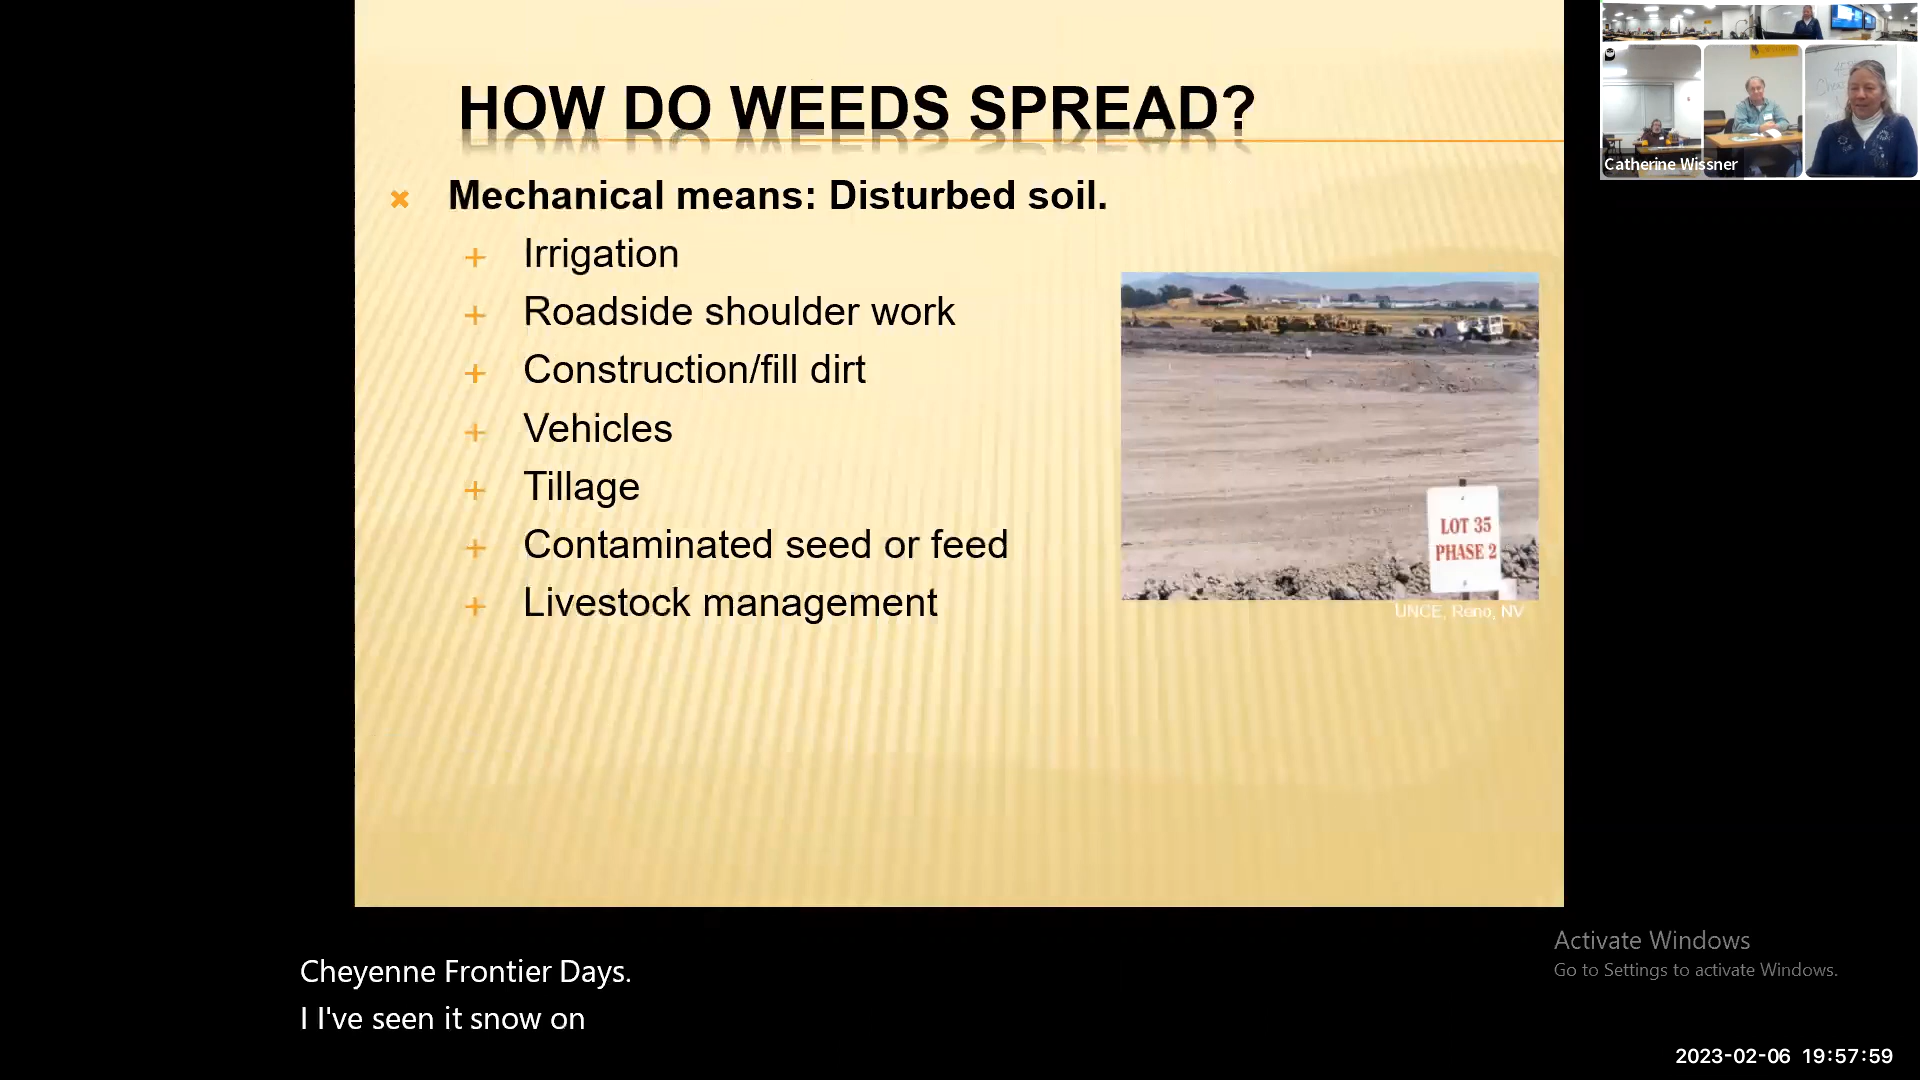 HOW DO WEEDS SPREAD?
Mechanical means: Disturbed soil.
Irrigation
Roadside shoulder work
Construction/fill dirt
Vehicles
Tillage
Contaminated seed or feed
Livestock management
LOT 35
PHASE 2
UNCE, Reno, NV
Catherine Wissner
Cheyenne Frontier Days.
I I've seen it snow on
Activate Windows
Go to Settings to activate Windows.
2023-02-06 19:57:59